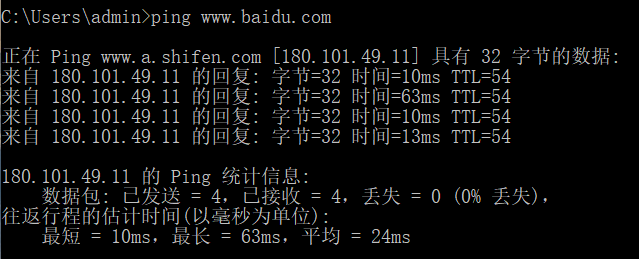 C:\Users\admin>ping www.baidu.com
正在 Ping www.a.shifen.com [180.101.49.11] 具有 32 字节的数据:
来自 180.101.49.11 的回复: 字节=32 时间=10ms TTL=54
来自 180.101.49.11 的回复: 字节=32 时间=63ms TTL=54
来自 180.101.49.11 的回复: 字节=32 时间=10ms TTL=54
来自 180.101.49.11 的回复: 字节=32 时间=13ms TTL=54
180.101.49.11 的 Ping 统计信息:
数据包: 已发送 = 4，已接收 = 4，丢失 = 0 (0% 丢失)，
往返行程的估计时间(以毫秒为单位):
最短 = 10ms，最长 = 63ms，平均 = 24ms